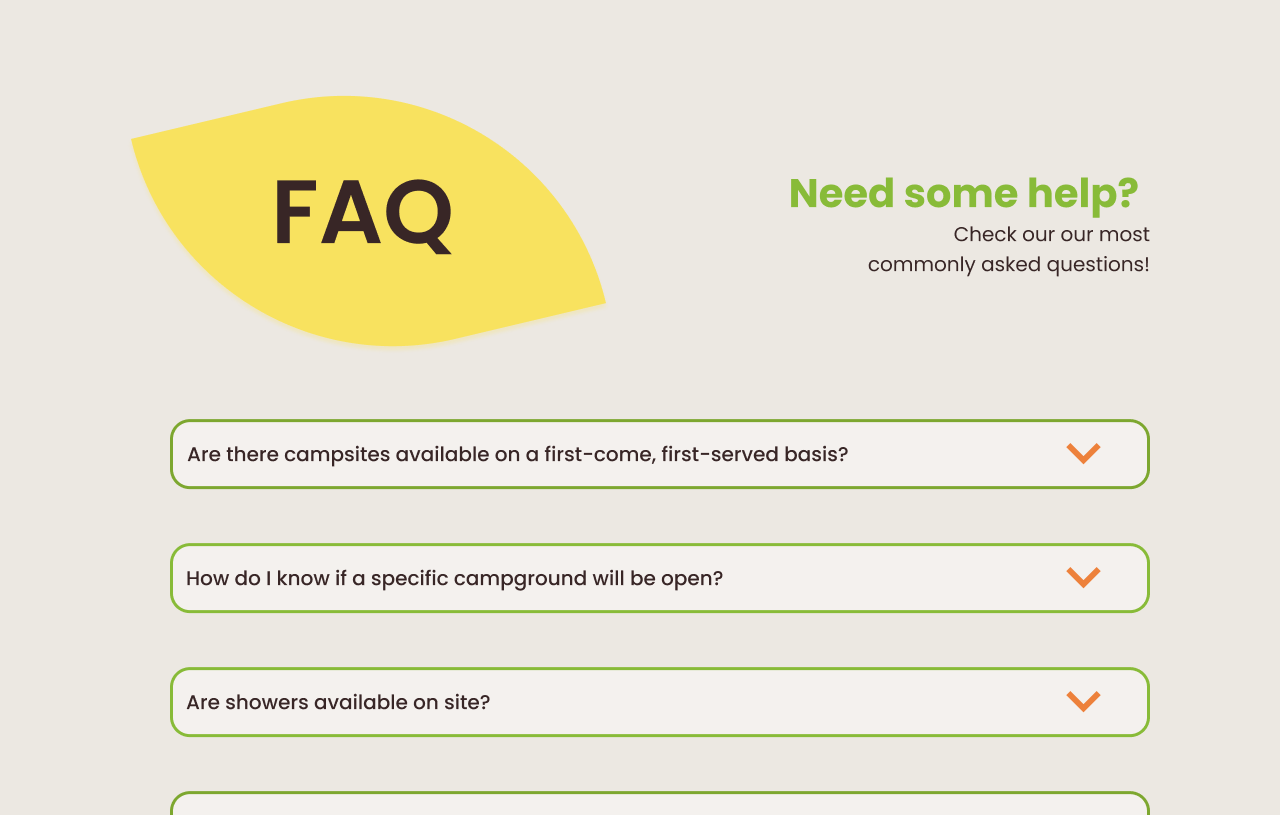 FAQ
Need some help?
Check our our most
commonly asked questions!
Are there campsites available on a first-come, first-served basis?
How do I know if a specific campground will be open?
Are showers available on site?